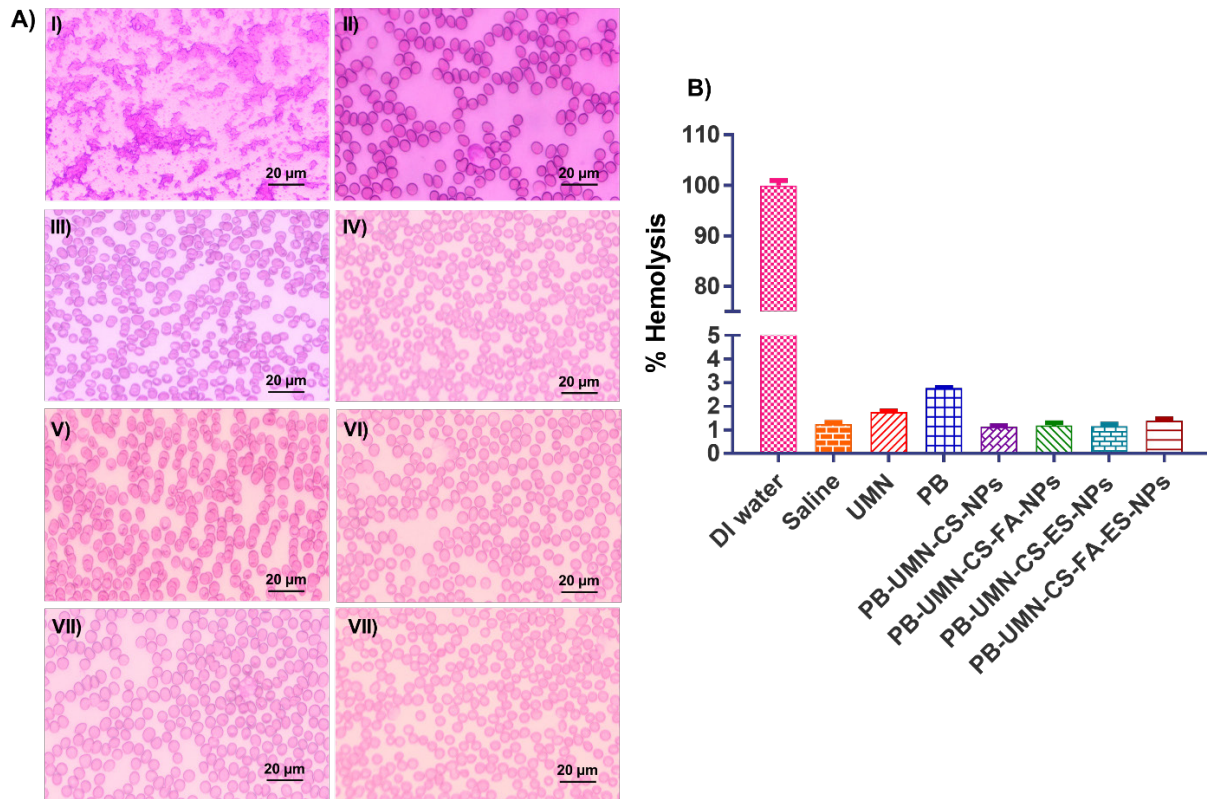 A)
I)
20 µm
II)
20 µm
III)
20 µm
IV)
20 µm
V)
20 µm
VI)
20 µm
VII)
20 µm
VII)
20 µm
B)
% Hemolysis
110
100
90
80
5
4
3
2
1
0
DI water
Saline
UMN
PB
PB-UMN-CS-NPs
PB-UMN-CS-FA-NPs
PB-UMN-CS-ES-NPs
PB-UMN-CS-FA-ES-NPs